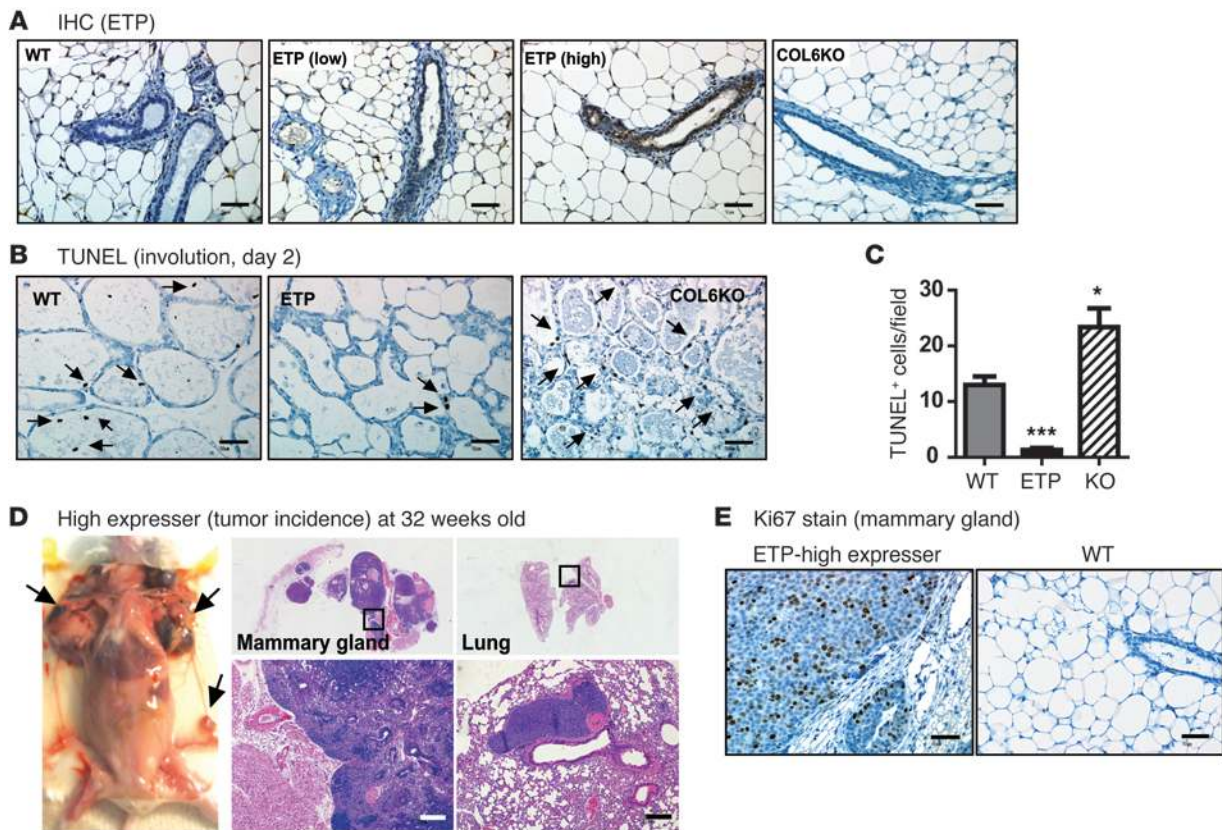 A IHC (ETP)
WT
ETP (low)
ETP (high)
COL6KO
B TUNEL (involution, day 2)
WT
ETP
COL6KO
C
TUNEL+ cells/field
30
20
10
0
*
***
WT ETP KO
D High expresser (tumor incidence) at 32 weeks old
Mammary gland
Lung
E Ki67 stain (mammary gland)
ETP-high expresser
WT